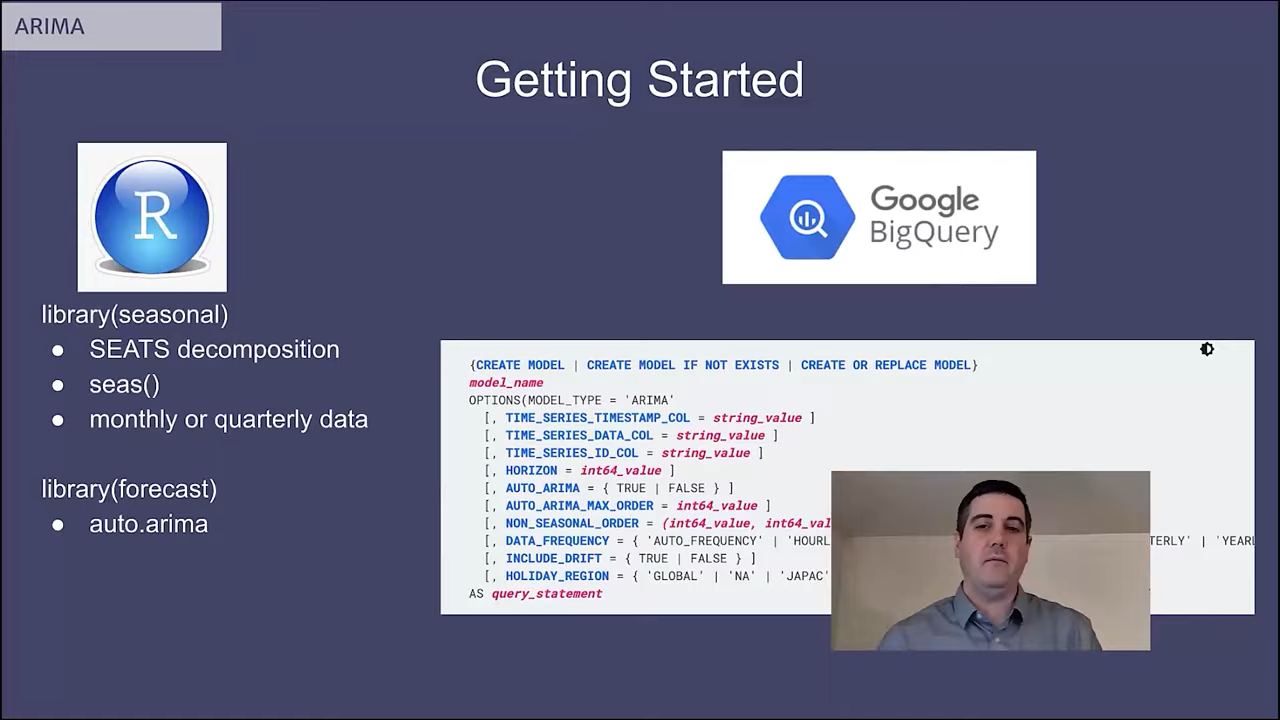 ARIMA
Getting Started
R
library(seasonal)
● SEATS decomposition
● seas()
● monthly or quarterly data
library(forecast)
● auto.arima
Google
BigQuery
{CREATE MODEL | CREATE MODEL IF NOT EXISTS | CREATE OR REPLACE MODEL}
model_name
OPTIONS(MODEL_TYPE = 'ARIMA'
[, TIME_SERIES_TIMESTAMP_COL = string_value ]
[, TIME_SERIES_DATA_COL = string_value ]
[, TIME_SERIES_ID_COL = string_value ]
[, HORIZON = int64_value ]
[, AUTO_ARIMA = { TRUE | FALSE } ]
[, AUTO_ARIMA_MAX_ORDER = int64_value ]
[, NON_SEASONAL_ORDER = (int64_value, int64_val
[, DATA_FREQUENCY = { 'AUTO_FREQUENCY' | 'HOURL TERLY' | 'YEARL
[, INCLUDE_DRIFT = { TRUE | FALSE } ]
[, HOLIDAY_REGION = { 'GLOBAL' | 'NA' | 'JAPAC'
AS query_statement